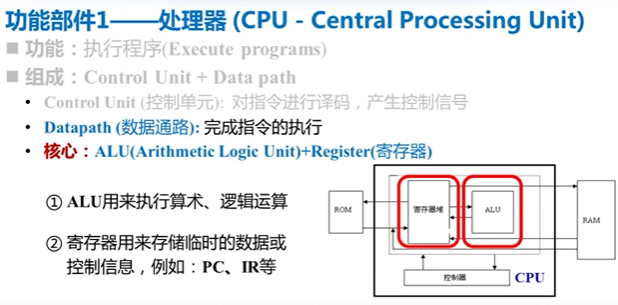 功能部件1——处理器 (CPU - Central Processing Unit)
■ 功能：执行程序(Execute programs)
■ 组成：Control Unit + Data path
• Control Unit (控制单元): 对指令进行译码，产生控制信号
• Datapath (数据通路): 完成指令的执行
• 核心：ALU(Arithmetic Logic Unit)+Register(寄存器)
① ALU用来执行算术、逻辑运算
② 寄存器用来存储临时的数据或
控制信息，例如：PC、IR等
ROM
寄存器堆
ALU
RAM
控制器
CPU